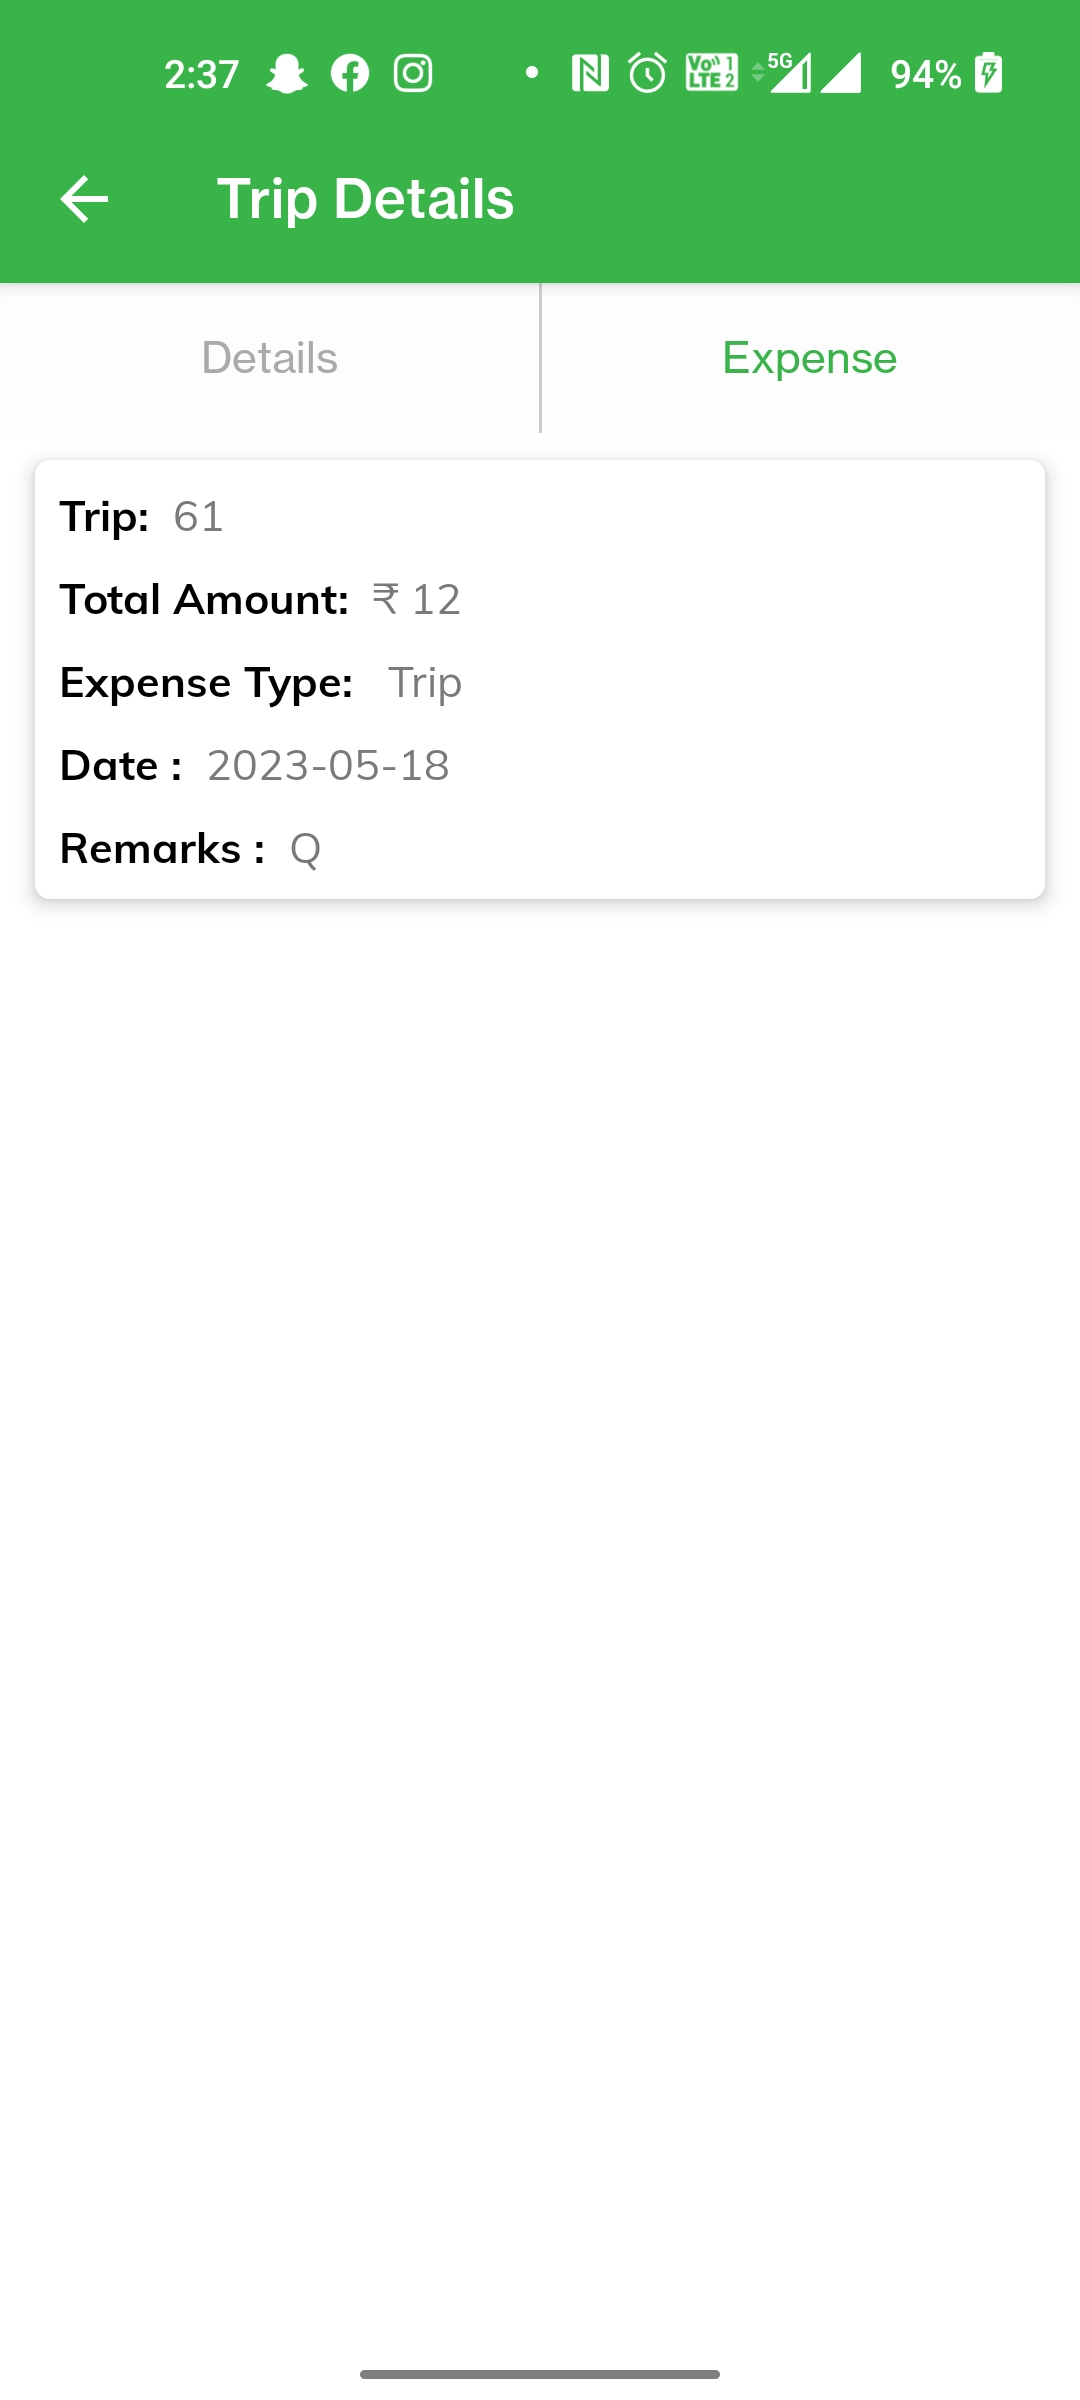 2:37 Vo LTE 1 2 5G 94%
Trip Details
Details Expense
Trip: 61
Total Amount: ₹ 12
Expense Type: Trip
Date : 2023-05-18
Remarks : Q